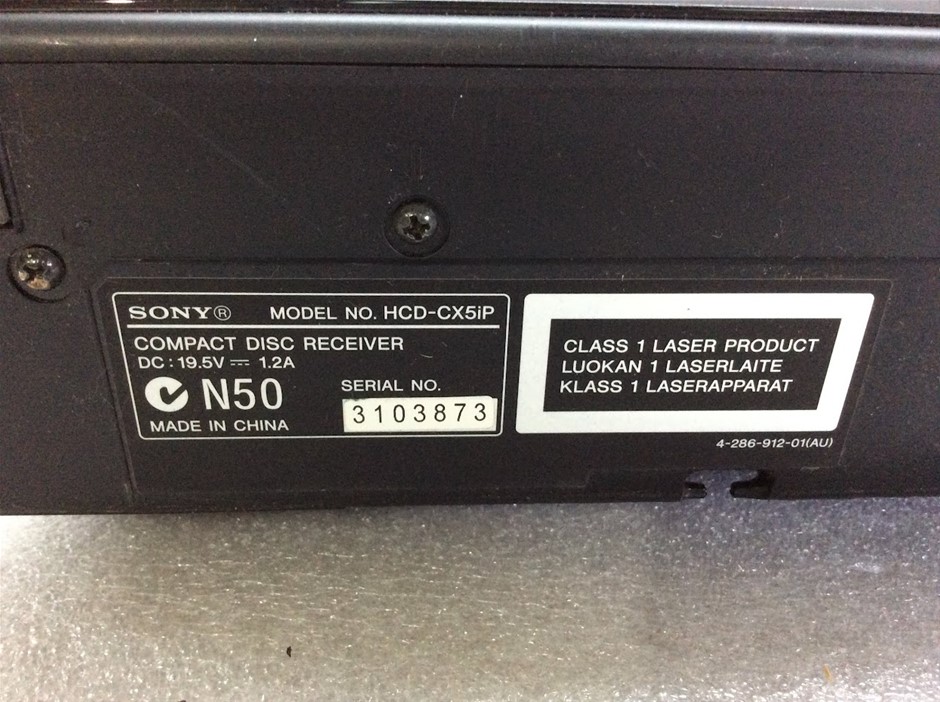 SONY® MODEL NO. HCD-CX5iP
COMPACT DISC RECEIVER
DC : 19.5V ⎓ 1.2A
N50
SERIAL NO.
3103873
MADE IN CHINA
CLASS 1 LASER PRODUCT
LUOKAN 1 LASERLAITE
KLASS 1 LASERAPPARAT
4-286-912-01(AU)